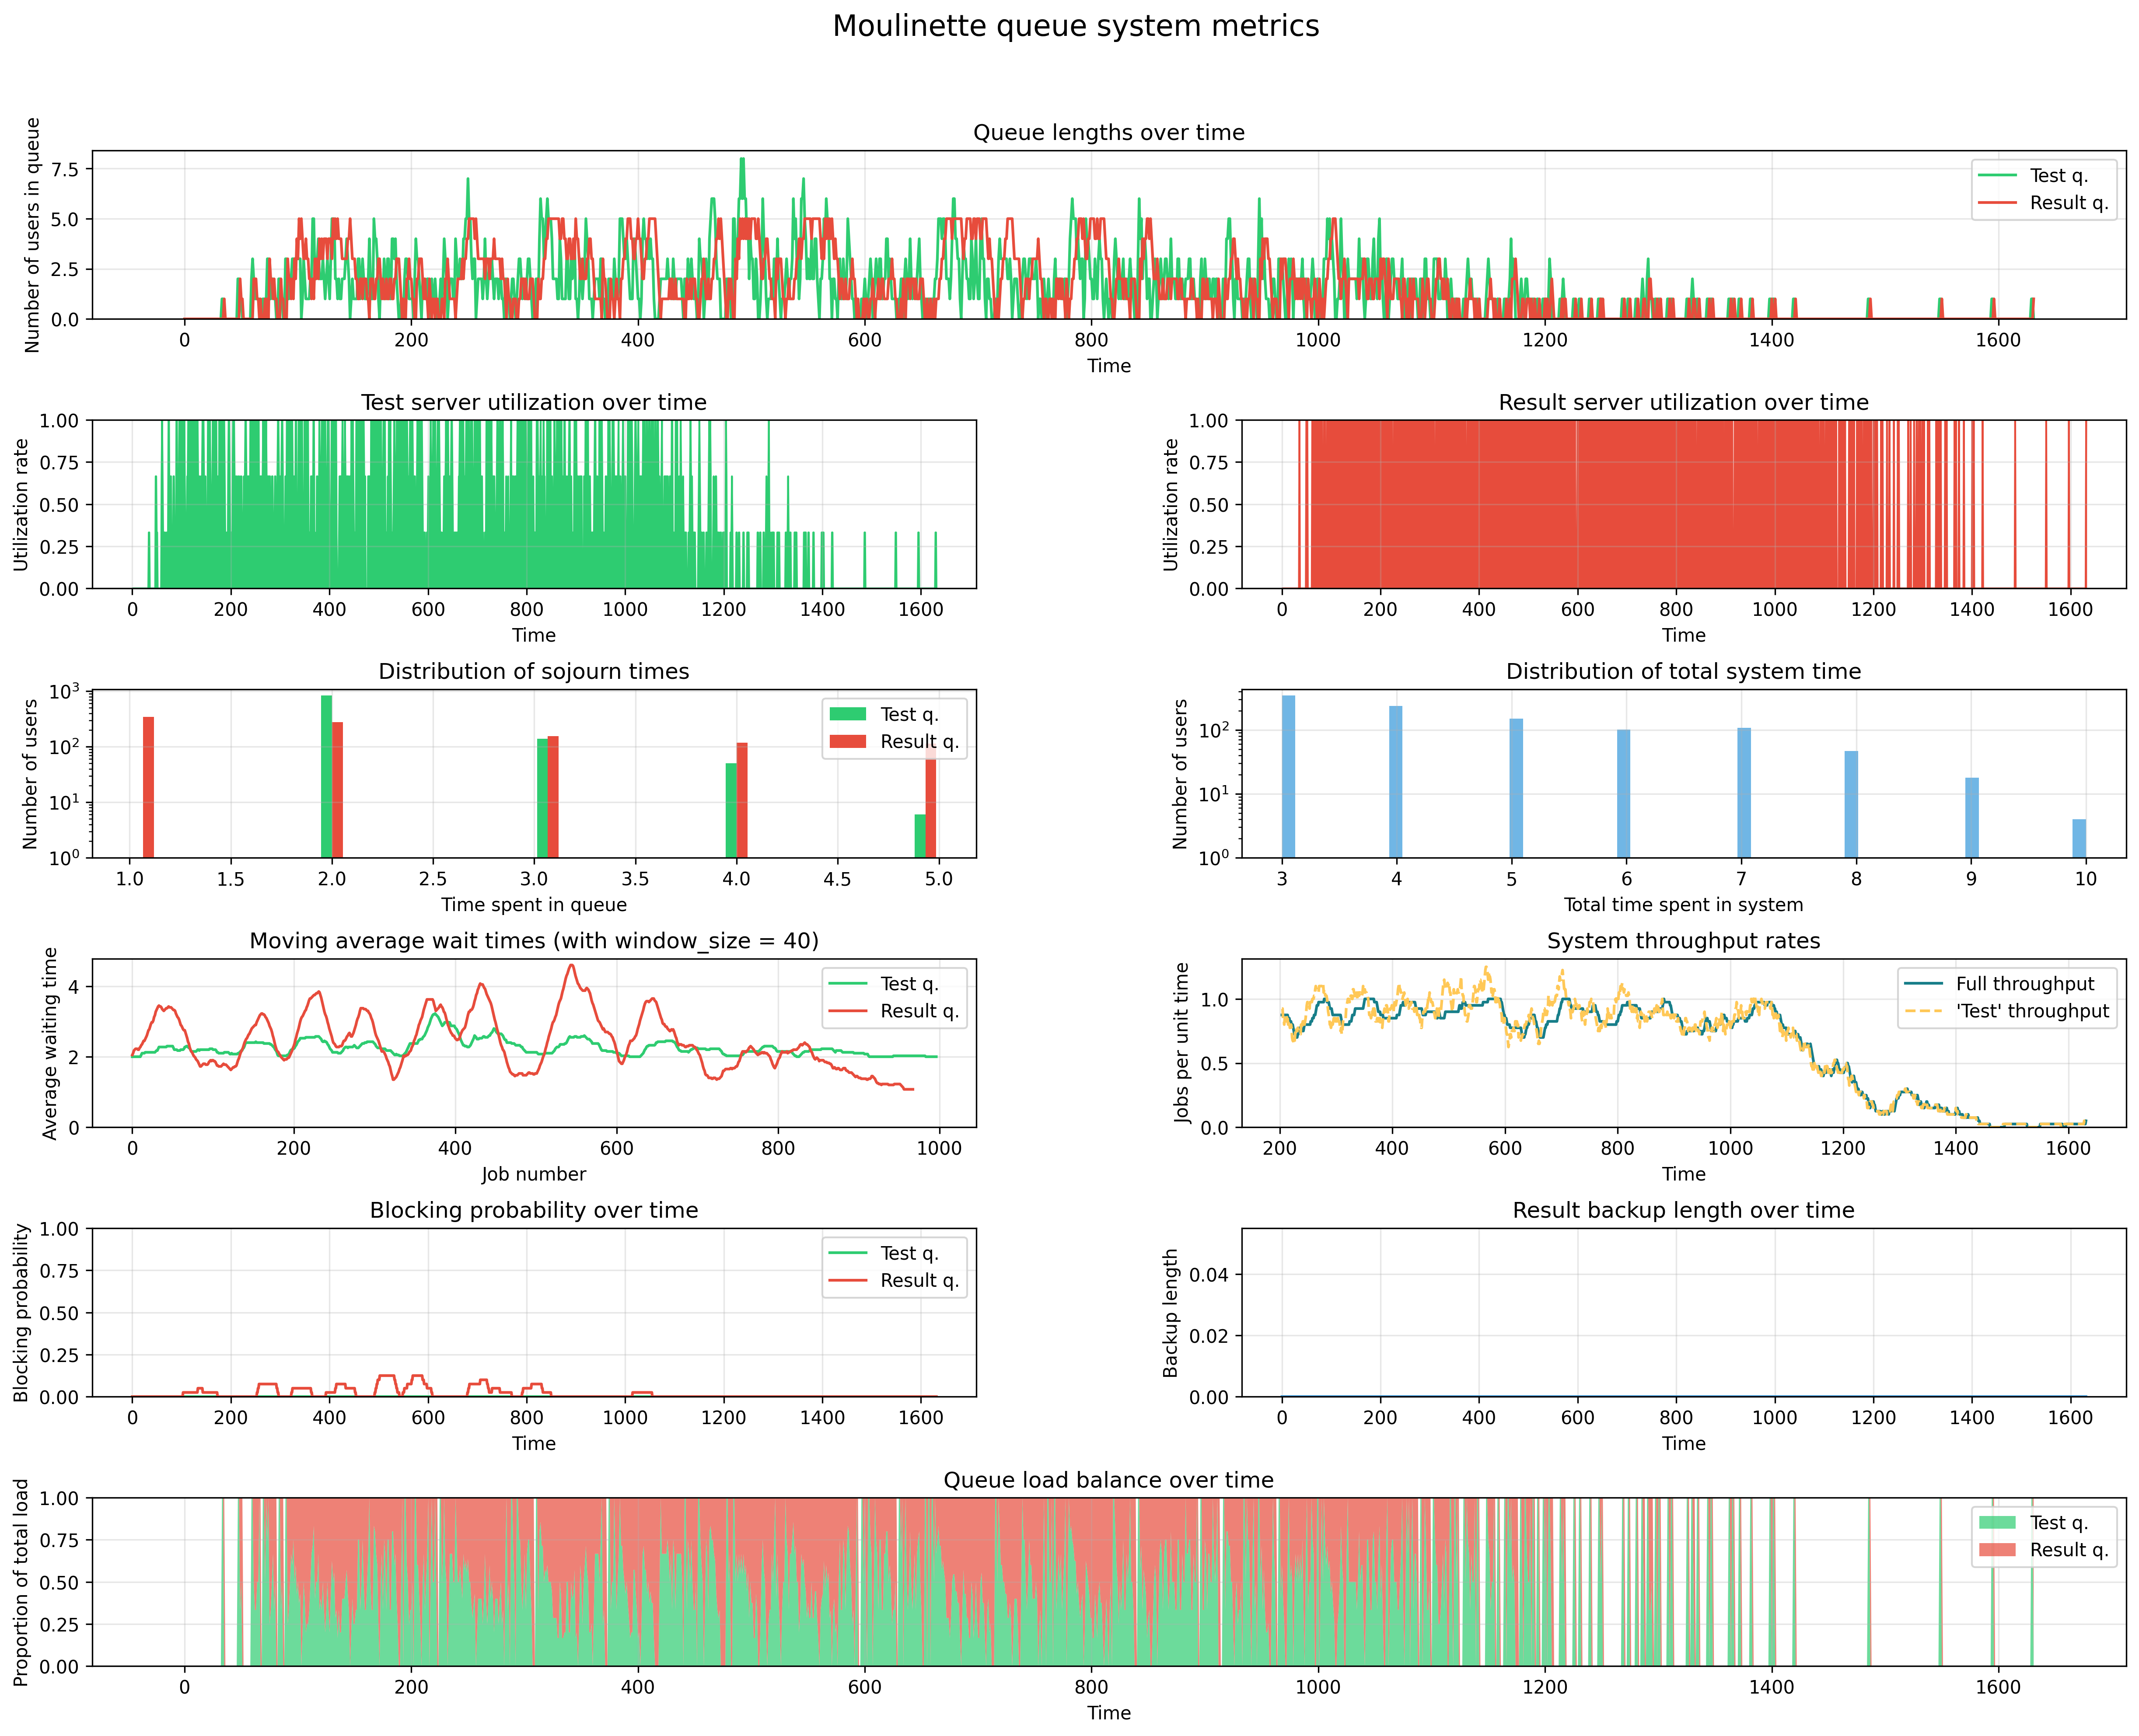 Moulinette queue system metrics
Queue lengths over time
Number of users in queue
7.5
5.0
2.5
0.0
Test q.
Result q.
0 200 400 600 800 1000 1200 1400 1600
Time
Test server utilization over time
Utilization rate
1.00
0.75
0.50
0.25
0.00
0 200 400 600 800 1000 1200 1400 1600
Time
Result server utilization over time
Utilization rate
1.00
0.75
0.50
0.25
0.00
0 200 400 600 800 1000 1200 1400 1600
Time
Distribution of sojourn times
Number of users
10³
10²
10¹
10⁰
Test q.
Result q.
1.0 1.5 2.0 2.5 3.0 3.5 4.0 4.5 5.0
Time spent in queue
Distribution of total system time
Number of users
10²
10¹
10⁰
3 4 5 6 7 8 9 10
Total time spent in system
Moving average wait times (with window_size = 40)
Average waiting time
4
2
0
Test q.
Result q.
0 200 400 600 800 1000
Job number
System throughput rates
Jobs per unit time
1.0
0.5
0.0
Full throughput
'Test' throughput
200 400 600 800 1000 1200 1400 1600
Time
Blocking probability over time
Blocking probability
1.00
0.75
0.50
0.25
0.00
Test q.
Result q.
0 200 400 600 800 1000 1200 1400 1600
Time
Result backup length over time
Backup length
0.04
0.02
0.00
0 200 400 600 800 1000 1200 1400 1600
Time
Queue load balance over time
Proportion of total load
1.00
0.75
0.50
0.25
0.00
Test q.
Result q.
0 200 400 600 800 1000 1200 1400 1600
Time